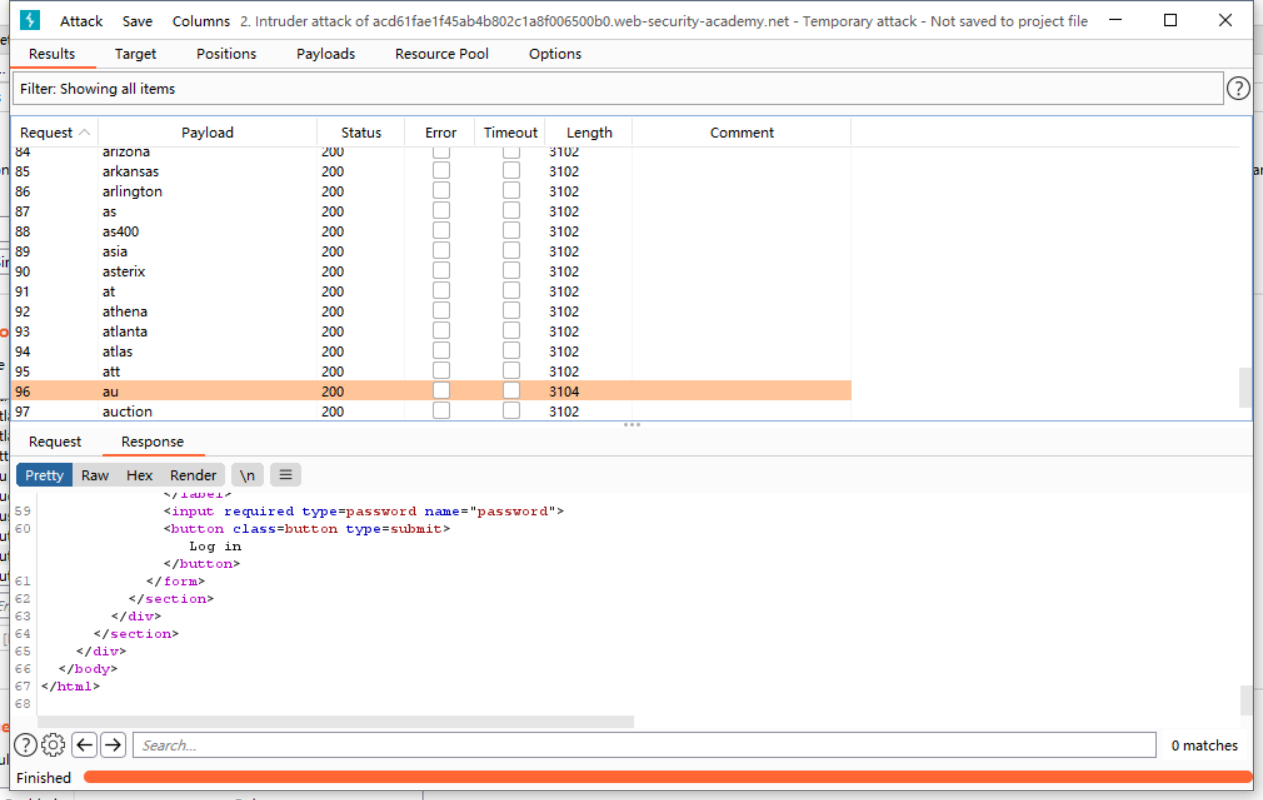 Attack Save Columns 2. Intruder attack of acd61fae1f45ab4b802c1a8f006500b0.web-security-academy.net - Temporary attack - Not saved to project file
Results Target Positions Payloads Resource Pool Options
Filter: Showing all items
Request Payload Status Error Timeout Length Comment
84 arizona 200 3102
85 arkansas 200 3102
86 arlington 200 3102
87 as 200 3102
88 as400 200 3102
89 asia 200 3102
90 asterix 200 3102
91 at 200 3102
92 athena 200 3102
93 atlanta 200 3102
94 atlas 200 3102
95 att 200 3102
96 au 200 3104
97 auction 200 3102
Request Response
Pretty Raw Hex Render \n
</label>
59 <input required type=password name="password">
60 <button class=button type=submit>
Log in
</button>
61 </form>
62 </section>
63 </div>
64 </section>
65 </div>
66 </body>
67 </html>
68
Search... 0 matches
Finished